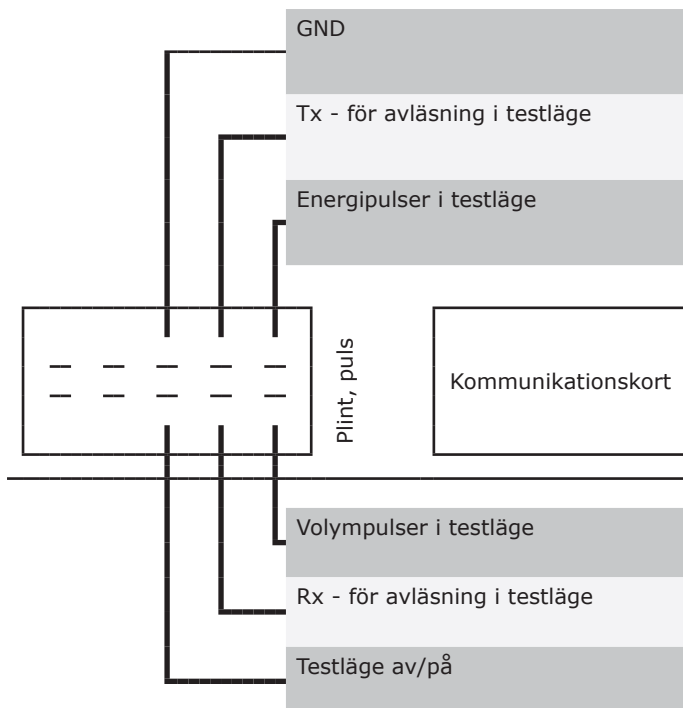 GND
Tx - för avläsning i testläge
Energipulser i testläge
Plint, puls
Kommunikationskort
Volympulser i testläge
Rx - för avläsning i testläge
Testläge av/på